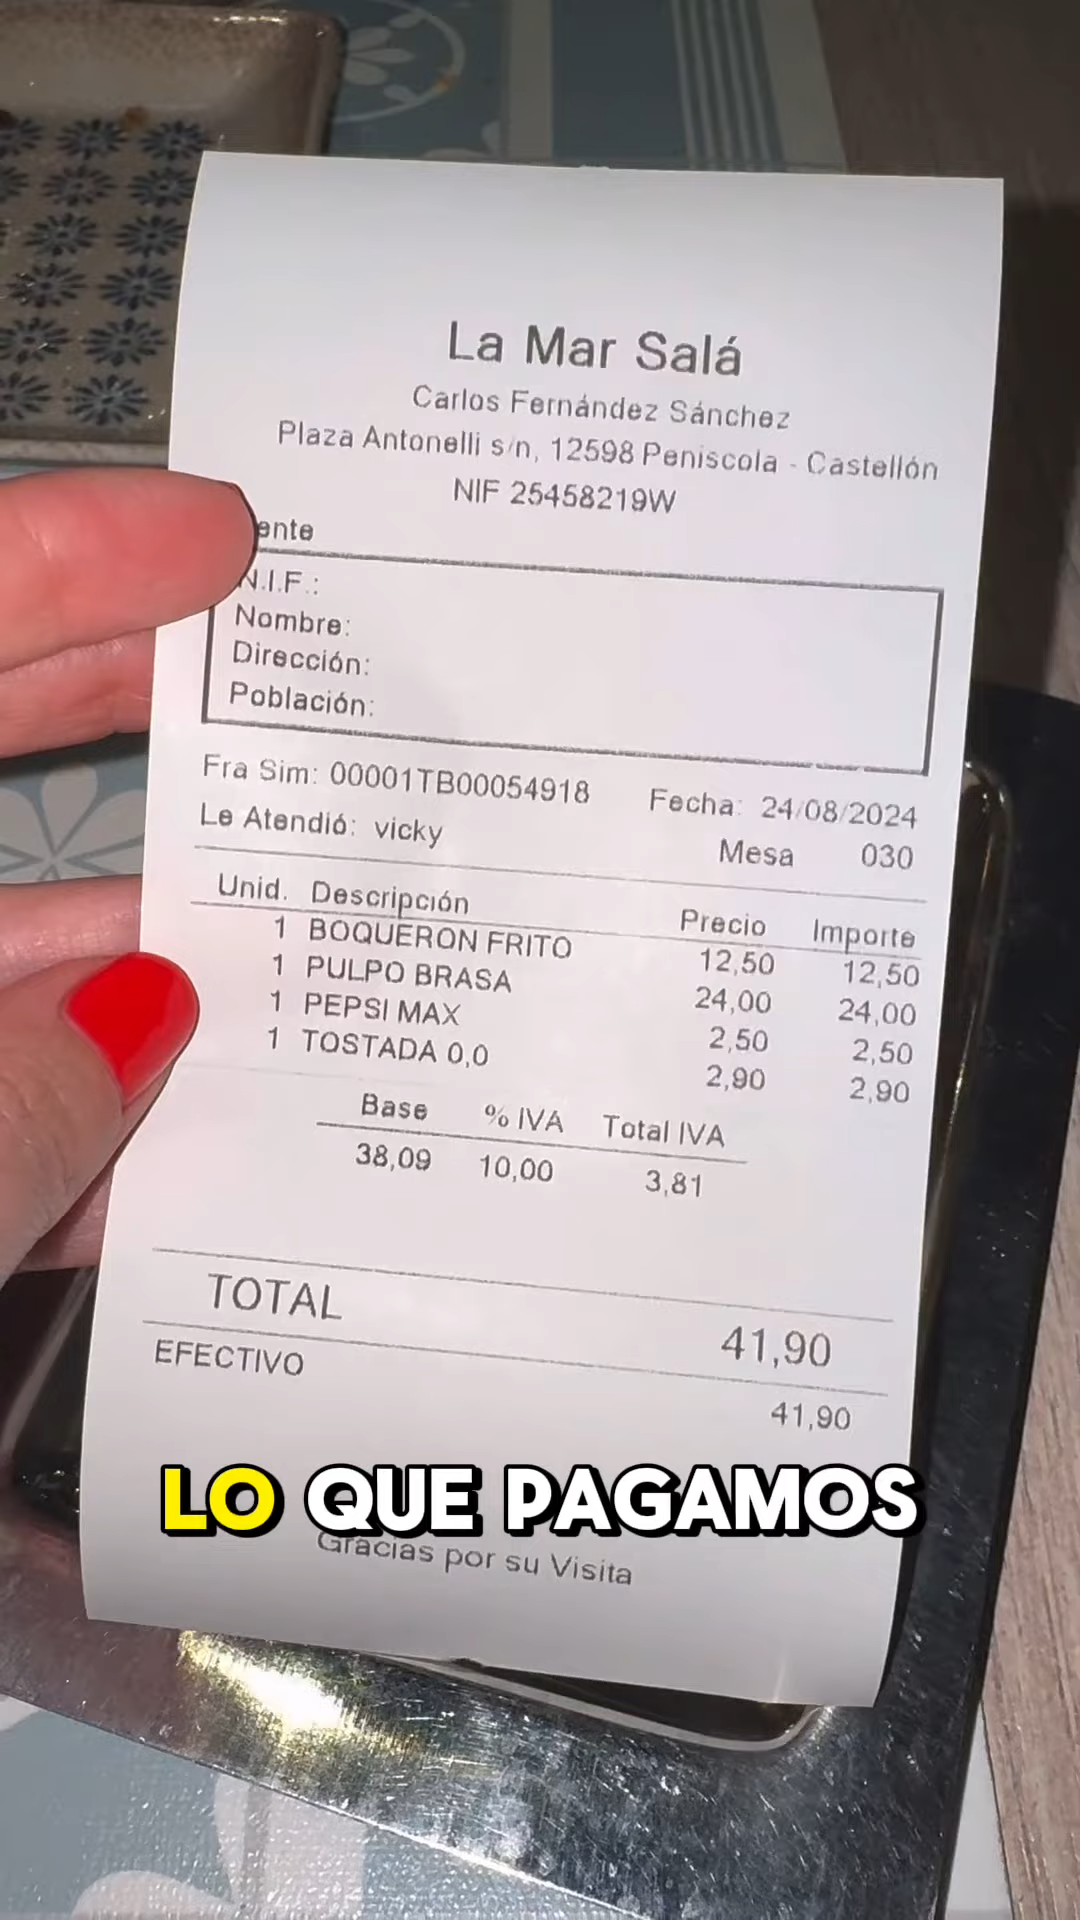 La Mar Salá
Carlos Fernández Sánchez
Plaza Antonelli s/n, 12598 Peniscola - Castellón
NIF 25458219W
ente
N.I.F.:
Nombre:
Dirección:
Población:
Fra Sim: 00001TB00054918 Fecha: 24/08/2024
Le Atendió: vicky Mesa 030
Unid. Descripción Precio Importe
1 BOQUERON FRITO 12,50 12,50
1 PULPO BRASA 24,00 24,00
1 PEPSI MAX 2,50 2,50
1 TOSTADA 0,0 2,90 2,90
Base % IVA Total IVA
38,09 10,00 3,81
TOTAL 41,90
EFECTIVO 41,90
LO QUE PAGAMOS
Gracias por su Visita